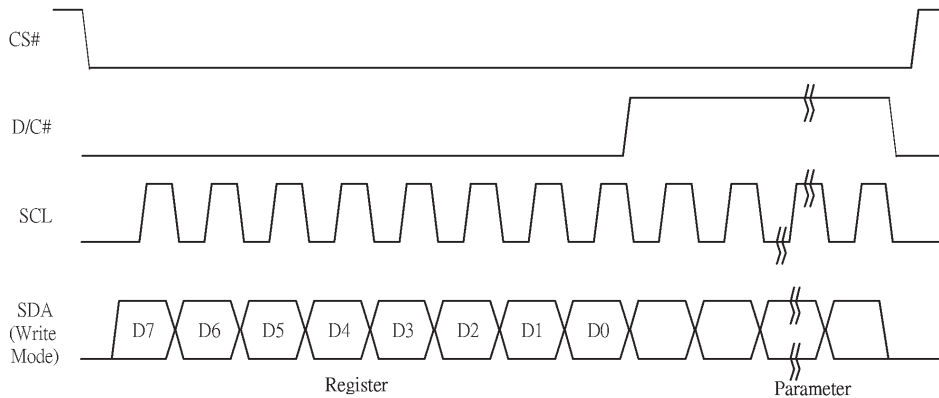 CS#
D/C#
SCL
SDA
(Write
Mode)
D7 D6 D5 D4 D3 D2 D1 D0
Register Parameter